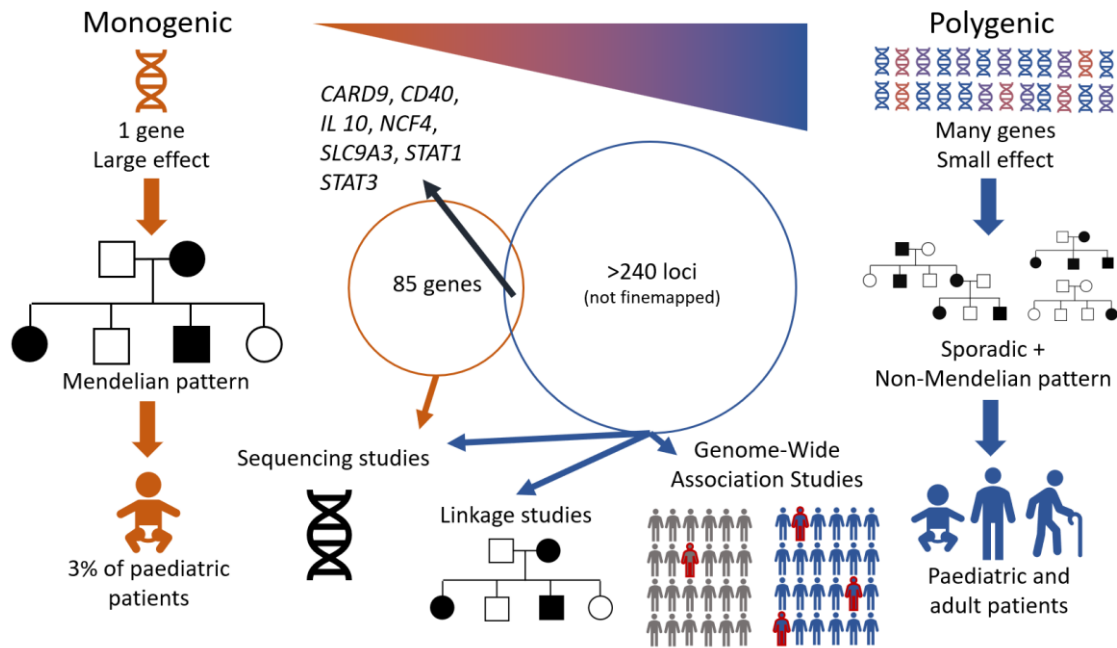 Monogenic
1 gene
Large effect
Mendelian pattern
3% of paediatric
patients
CARD9, CD40,
IL 10, NCF4,
SLC9A3, STAT1
STAT3
85 genes
>240 loci
(not finemapped)
Sequencing studies
Linkage studies
Genome-Wide
Association Studies
Polygenic
Many genes
Small effect
Sporadic +
Non-Mendelian pattern
Paediatric and
adult patients